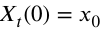 X_t(0) = x_0